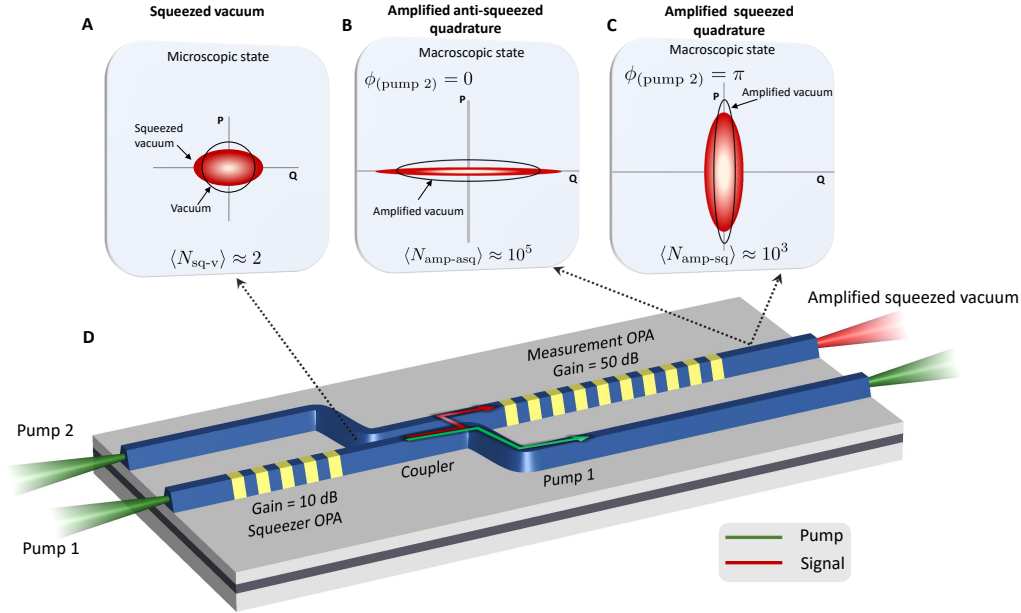 A
Squeezed vacuum
Microscopic state
P
Squeezed
vacuum
Q
Vacuum
⟨N_sq-v⟩ ≈ 2
B
Amplified anti-squeezed
quadrature
Macroscopic state
ϕ_(pump 2) = 0
P
Q
Amplified vacuum
⟨N_amp-asq⟩ ≈ 10^5
C
Amplified squeezed
quadrature
Macroscopic state
ϕ_(pump 2) = π
P
Amplified vacuum
Q
⟨N_amp-sq⟩ ≈ 10^3
D
Amplified squeezed vacuum
Measurement OPA
Gain = 50 dB
Pump 2
Coupler
Pump 1
Gain = 10 dB
Squeezer OPA
Pump 1
Pump
Signal